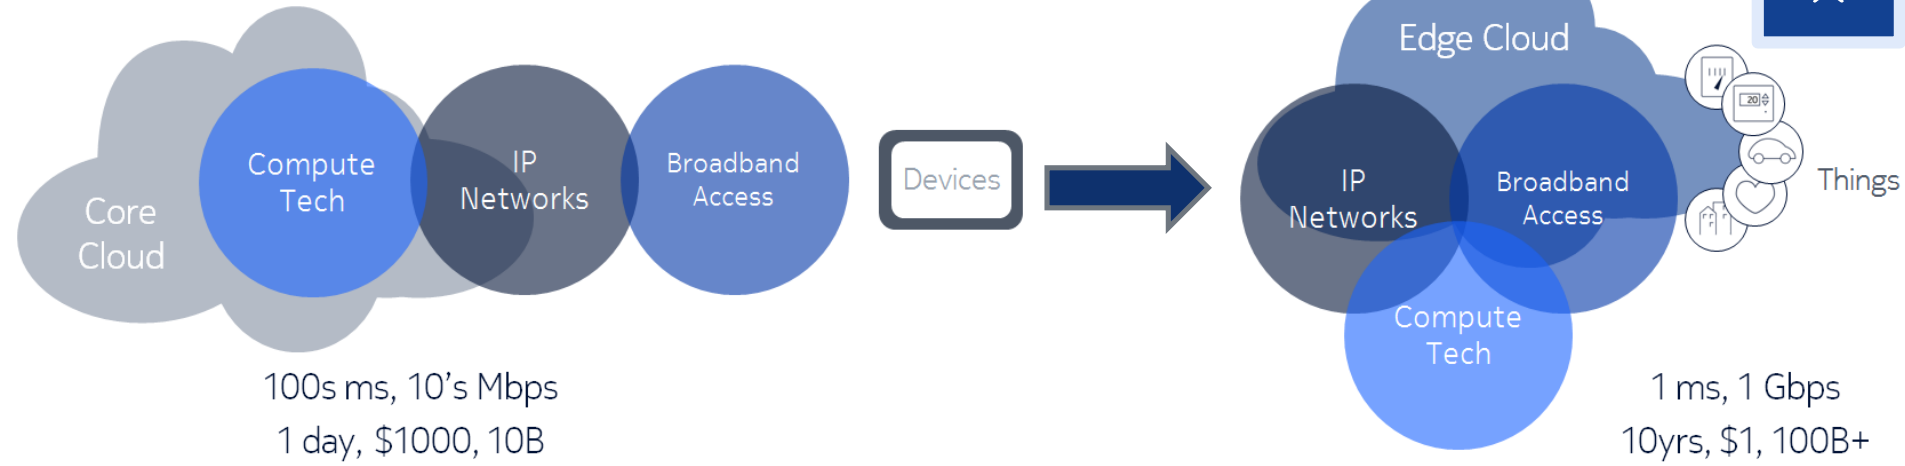 Core
Cloud
Compute
Tech
IP
Networks
Broadband
Access
Devices
100s ms, 10's Mbps
1 day, $1000, 10B
Edge Cloud
IP
Networks
Broadband
Access
Compute
Tech
20
Things
1 ms, 1 Gbps
10yrs, $1, 100B+